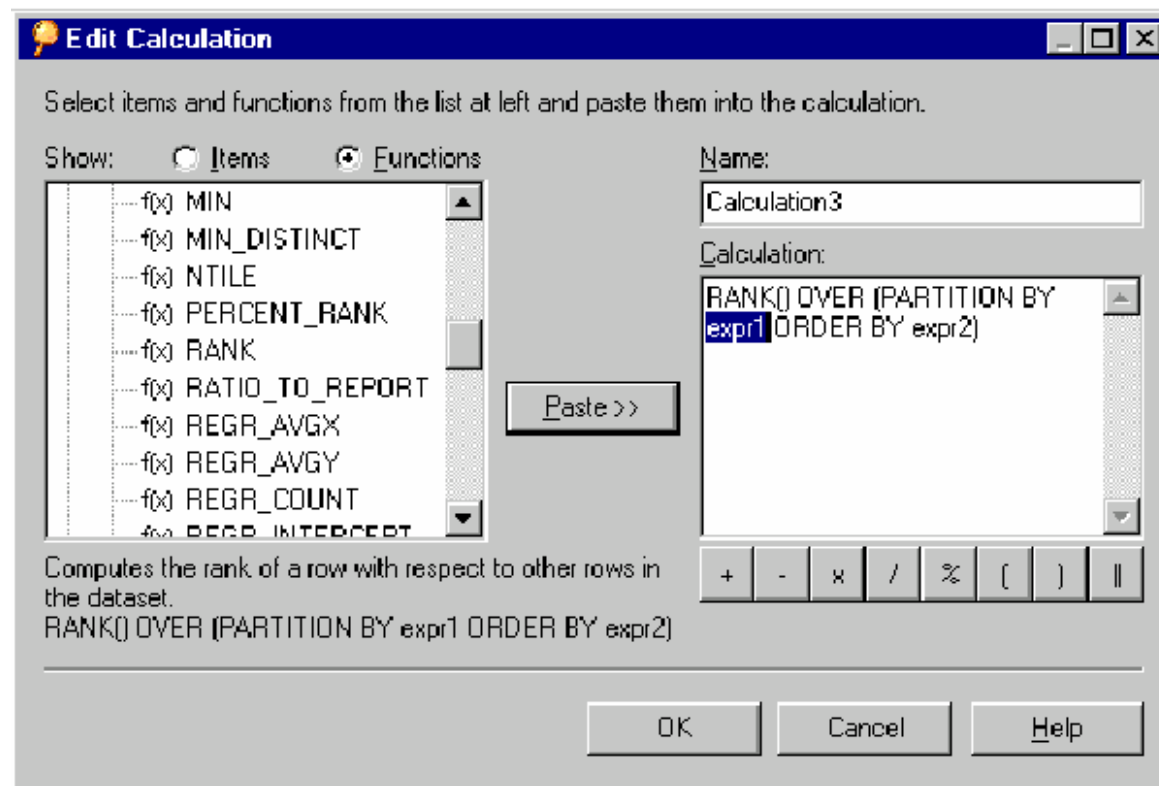 Edit Calculation
Select items and functions from the list at left and paste them into the calculation.
Show: Items Functions
f(x) MIN
f(x) MIN_DISTINCT
f(x) NTILE
f(x) PERCENT_RANK
f(x) RANK
f(x) RATIO_TO_REPORT
f(x) REGR_AVGX
f(x) REGR_AVGY
f(x) REGR_COUNT
f(x) REGR_INTERCEPT
Computes the rank of a row with respect to other rows in
the dataset.
RANK() OVER (PARTITION BY expr1 ORDER BY expr2)
Paste >>
Name:
Calculation3
Calculation:
RANK() OVER (PARTITION BY
expr1 ORDER BY expr2)
+ - x / % ( ) ||
OK Cancel Help